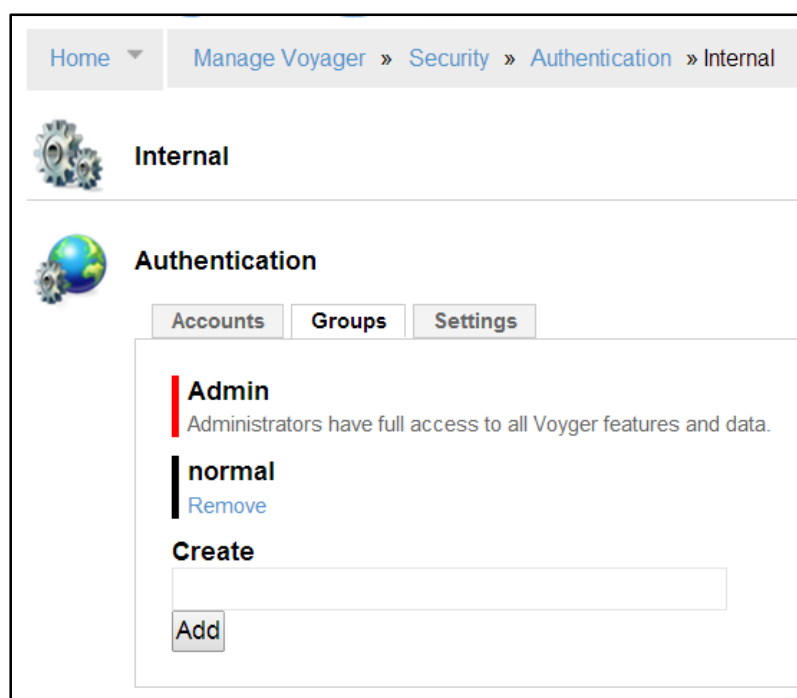 Home Manage Voyager » Security » Authentication » Internal
Internal
Authentication
Accounts Groups Settings
Admin
Administrators have full access to all Voyger features and data.
normal
Remove
Create
Add